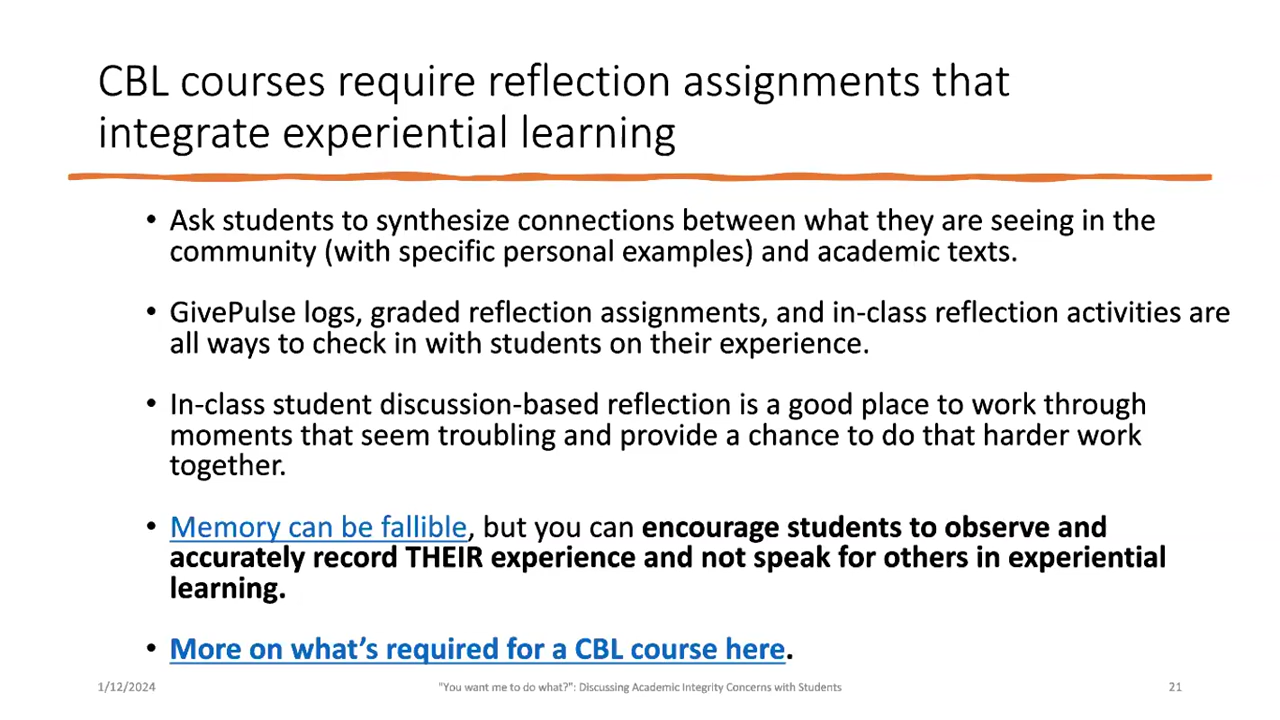 CBL courses require reflection assignments that
integrate experiential learning
• Ask students to synthesize connections between what they are seeing in the
community (with specific personal examples) and academic texts.
• GivePulse logs, graded reflection assignments, and in-class reflection activities are
all ways to check in with students on their experience.
• In-class student discussion-based reflection is a good place to work through
moments that seem troubling and provide a chance to do that harder work
together.
• Memory can be fallible, but you can encourage students to observe and
accurately record THEIR experience and not speak for others in experiential
learning.
• More on what's required for a CBL course here.
1/12/2024
"You want me to do what?": Discussing Academic Integrity Concerns with Students
21